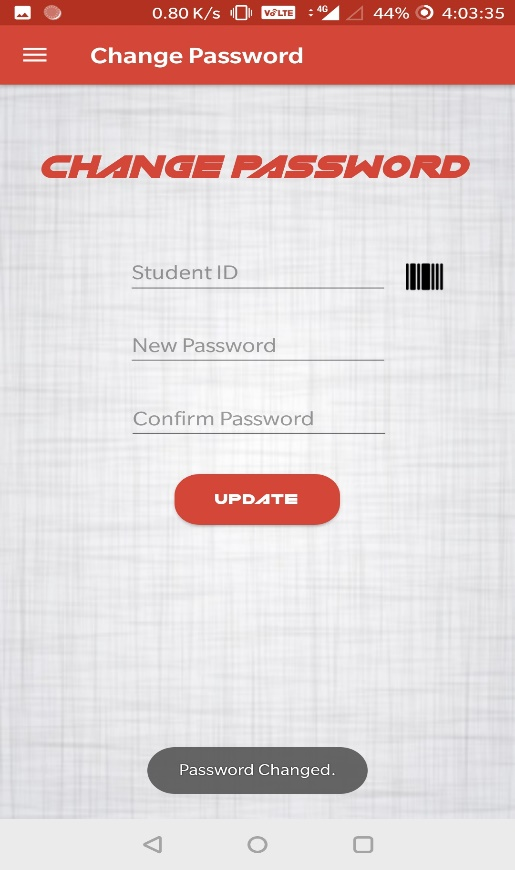 0.80 K/s VoLTE 4G 44% 4:03:35
Change Password
CHANGE PASSWORD
Student ID
New Password
Confirm Password
UPDATE
Password Changed.